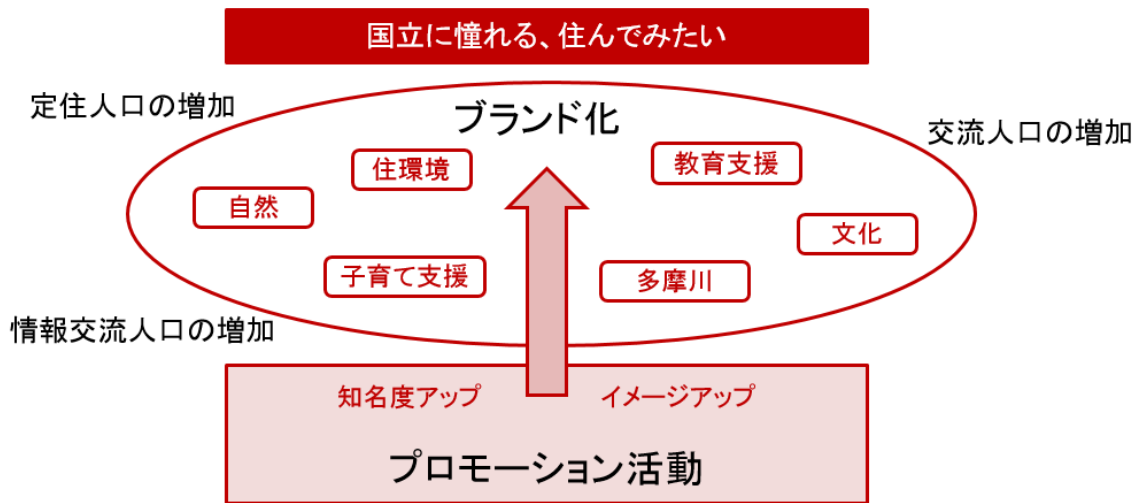 国立に憧れる、住んでみたい
定住人口の増加
ブランド化
交流人口の増加
住環境
教育支援
自然
文化
子育て支援
多摩川
情報交流人口の増加
知名度アップ
イメージアップ
プロモーション活動